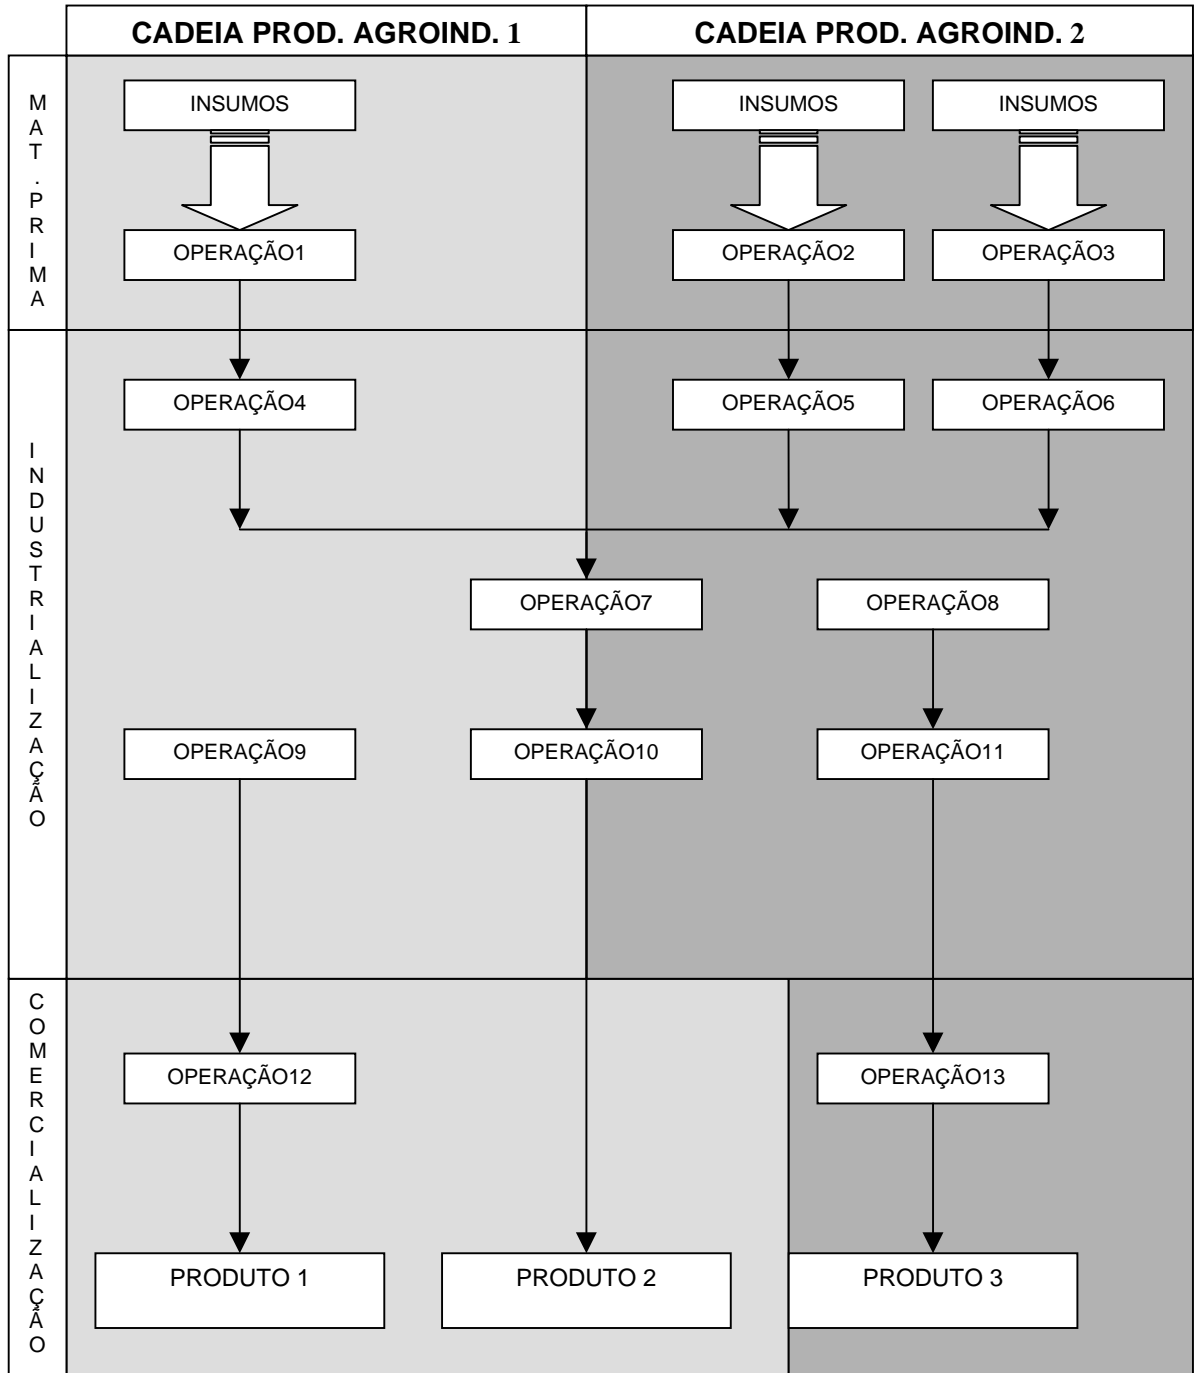 CADEIA PROD. AGROIND. 1
CADEIA PROD. AGROIND. 2
MAT.PRIMA
INSUMOS
INSUMOS
INSUMOS
OPERAÇÃO1
OPERAÇÃO2
OPERAÇÃO3
INDUSTRIALIZAÇÃO
OPERAÇÃO4
OPERAÇÃO5
OPERAÇÃO6
OPERAÇÃO7
OPERAÇÃO8
OPERAÇÃO9
OPERAÇÃO10
OPERAÇÃO11
COMERCIALIZAÇÃO
OPERAÇÃO12
OPERAÇÃO13
PRODUTO 1
PRODUTO 2
PRODUTO 3